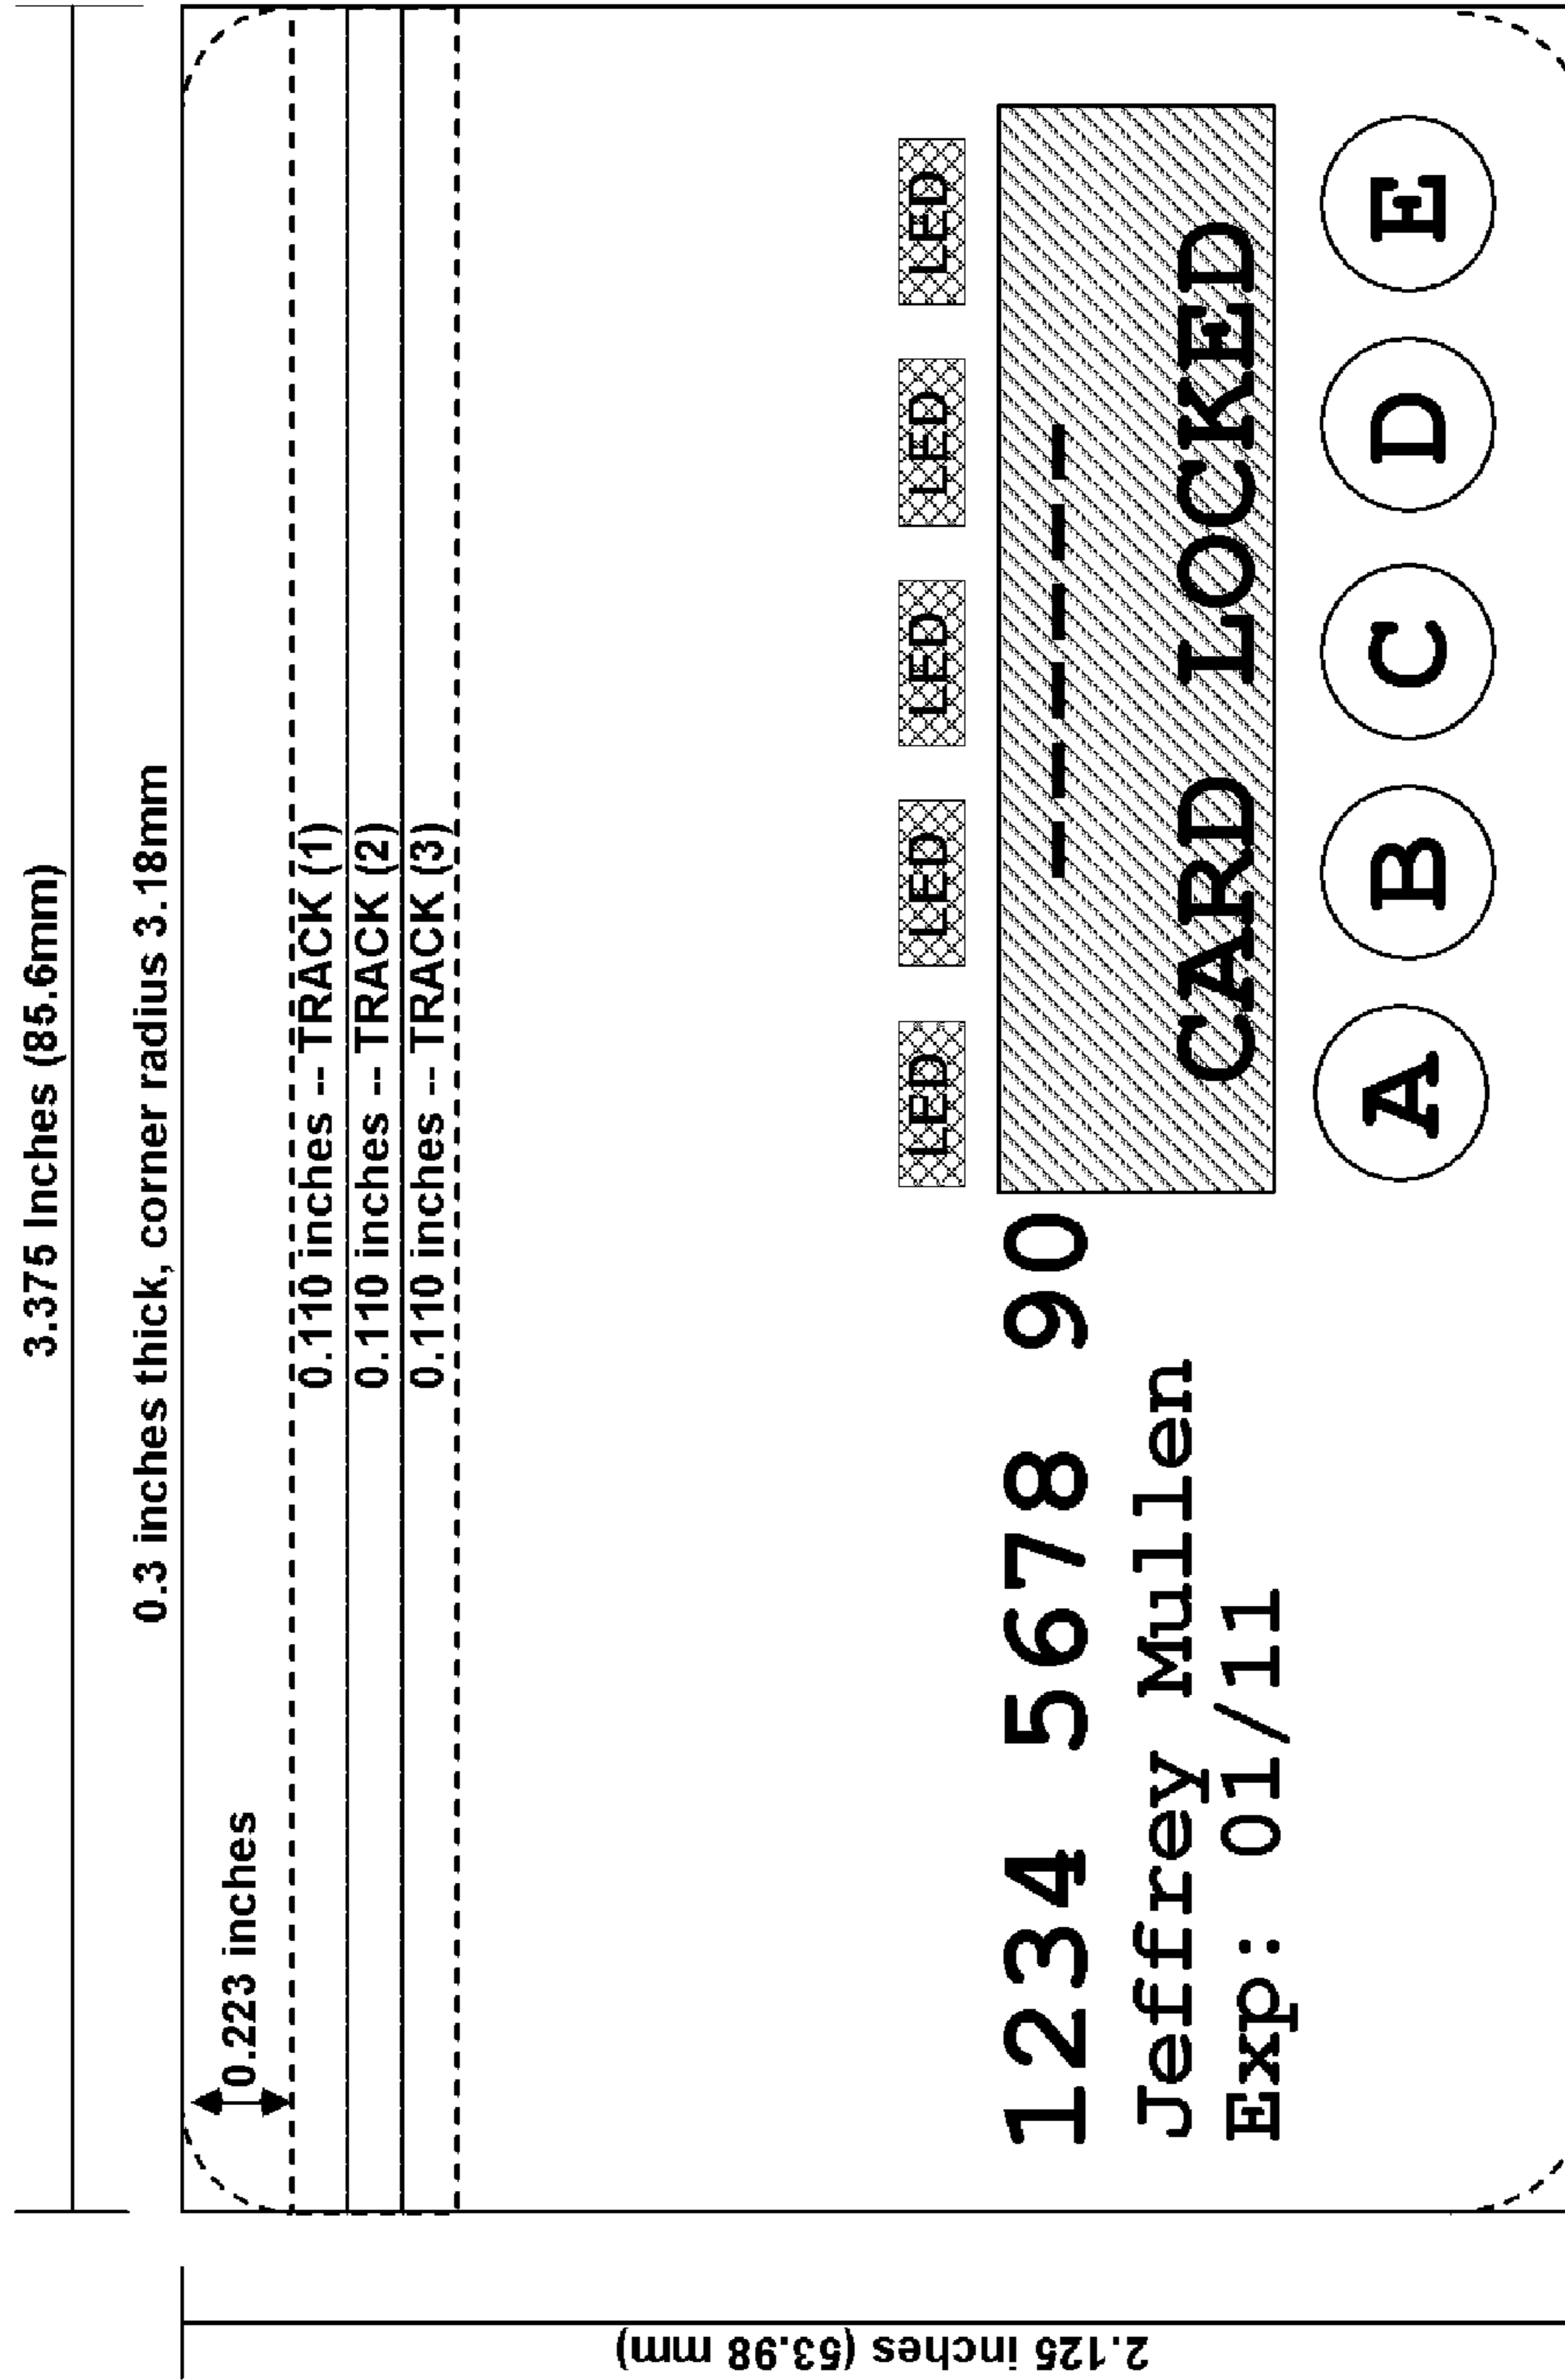 3.375 Inches (85.6mm)
0.3 inches thick, corner radius 3.18mm
0.223 inches
0.110 inches -- TRACK (1)
0.110 inches -- TRACK (2)
0.110 inches -- TRACK (3)
LED LED LED LED LED
1234 5678 90 _ _ _ _ _ _
Jeffrey Mullen
Exp: 01/11
CARD LOCKED
A B C D E
2.125 inches (53.98 mm)